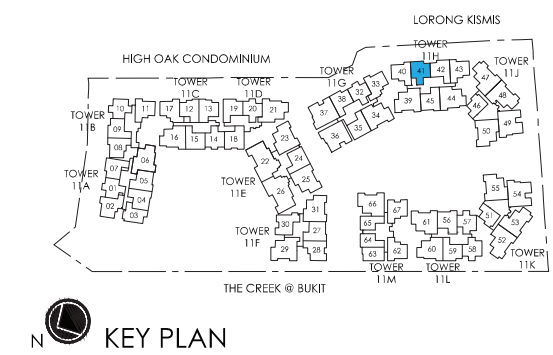 LORONG KISMIS
HIGH OAK CONDOMINIUM
TOWER
11H
40 41 42 43
TOWER
11J
47 48 46 49 50
39 45 44
TOWER
11G
37 38 32 33
36 35 34
TOWER
11C
17 12 13
TOWER
11D
19 20 21
16 15 14 18
TOWER
11B
10 11
09
08
TOWER
11A
07 06
01 05
02 04
03
TOWER
11E
23
22 24
25
26
TOWER
11F
31
30 27
29 28
66 67
65
64
63 62
TOWER
11M
61 56 57
60 59 58
TOWER
11L
55 54
51 53
52
TOWER
11K
THE CREEK @ BUKIT
N
KEY PLAN